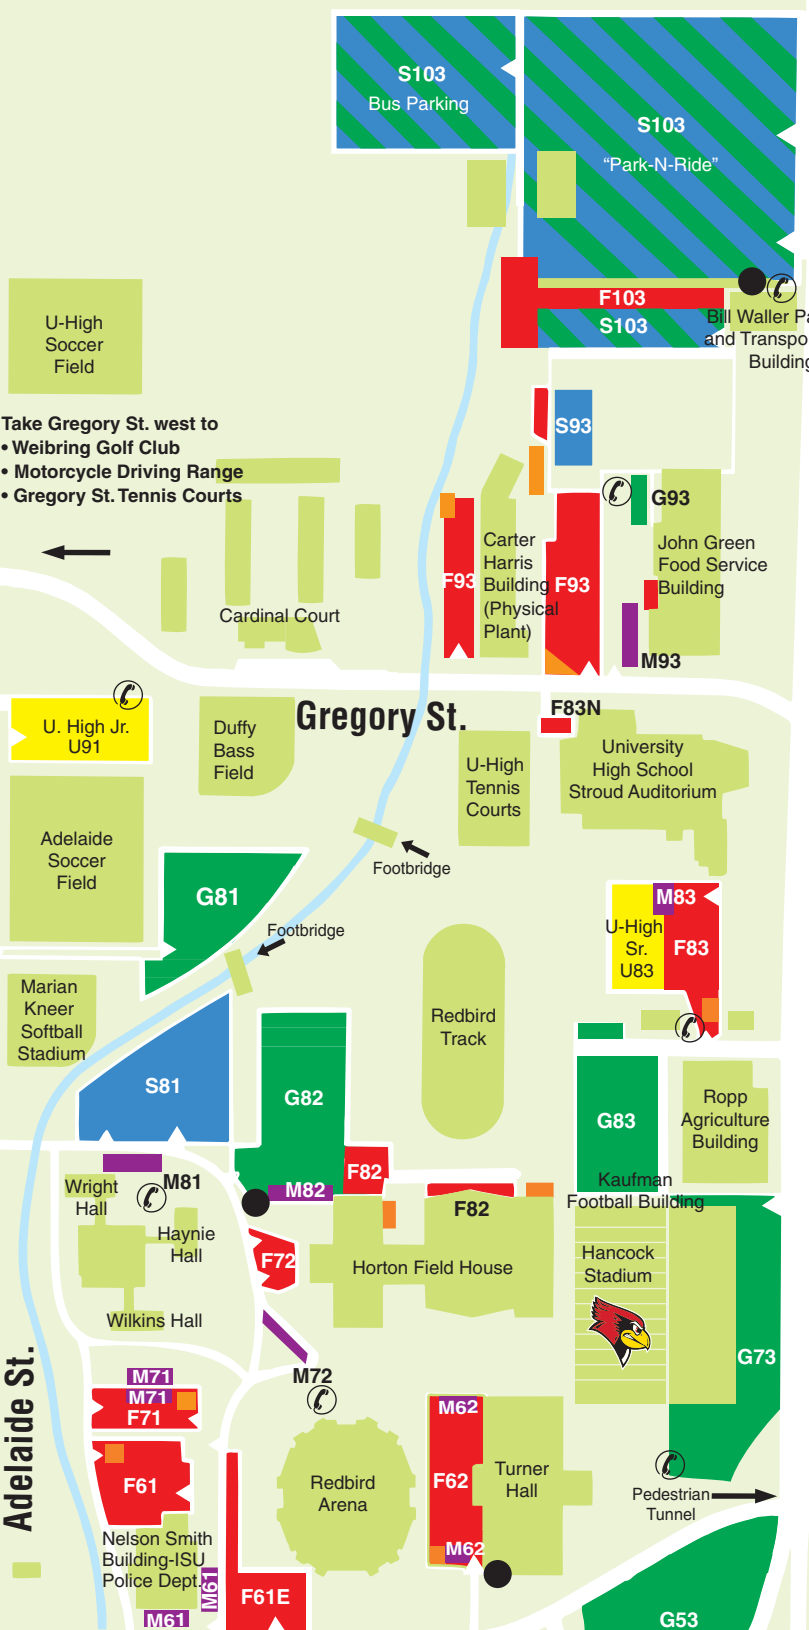 S103
Bus Parking
S103
“Park-N-Ride”
F103
S103
Bill Waller
and
Building
U-High
Soccer
Field
Take Gregory St. west to
• Weibring Golf Club
• Motorcycle Driving Range
• Gregory St. Tennis Courts
S93
G93
Carter
Harris
Building
(Physical
Plant)
F93
F93
John Green
Food Service
Building
M93
Cardinal Court
Gregory St.
F83N
U. High Jr.
U91
Duffy
Bass
Field
U-High
Tennis
Courts
University
High School
Stroud Auditorium
Adelaide
Soccer
Field
Footbridge
G81
Footbridge
M83
U-High
Sr.
U83
F83
Marian
Kneer
Softball
Stadium
Redbird
Track
S81
G82
G83
Ropp
Agriculture
Building
F82
M82
M81
Wright
Hall
F82
Kaufman
Football Building
Haynie
Hall
F72
Horton Field House
Hancock
Stadium
Wilkins Hall
G73
Adelaide St.
M71
M71
F71
M72
M62
F61
F62
Turner
Hall
Redbird
Arena
Pedestrian
Tunnel
Nelson Smith
Building-ISU
Police Dept.
M61
M62
F61E
M61
G53